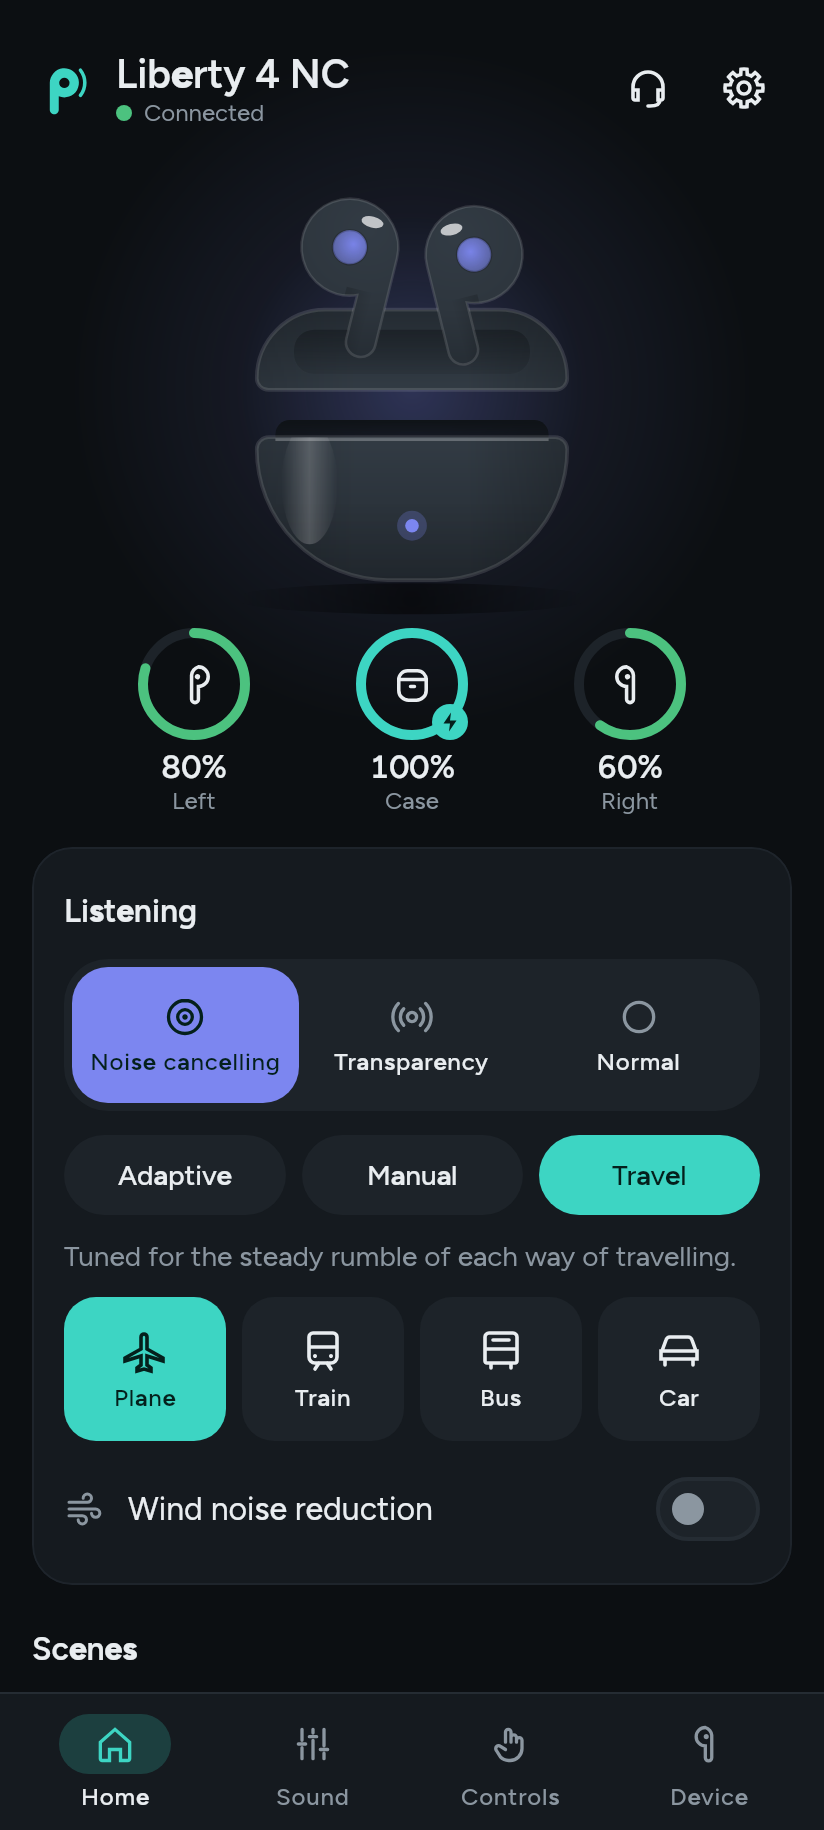 Liberty 4 NC
Connected
80%
Left
100%
Case
60%
Right
Listening
Noise cancelling
Transparency
Normal
Adaptive
Manual
Travel
Tuned for the steady rumble of each way of travelling.
Plane
Train
Bus
Car
Wind noise reduction
Scenes
Home
Sound
Controls
Device